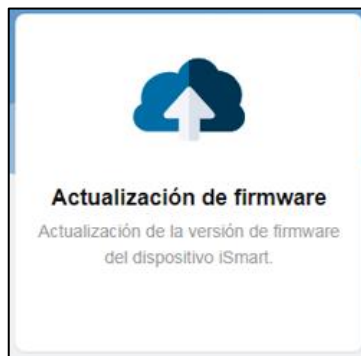 Actualización de firmware
Actualización de la versión de firmware
del dispositivo iSmart.